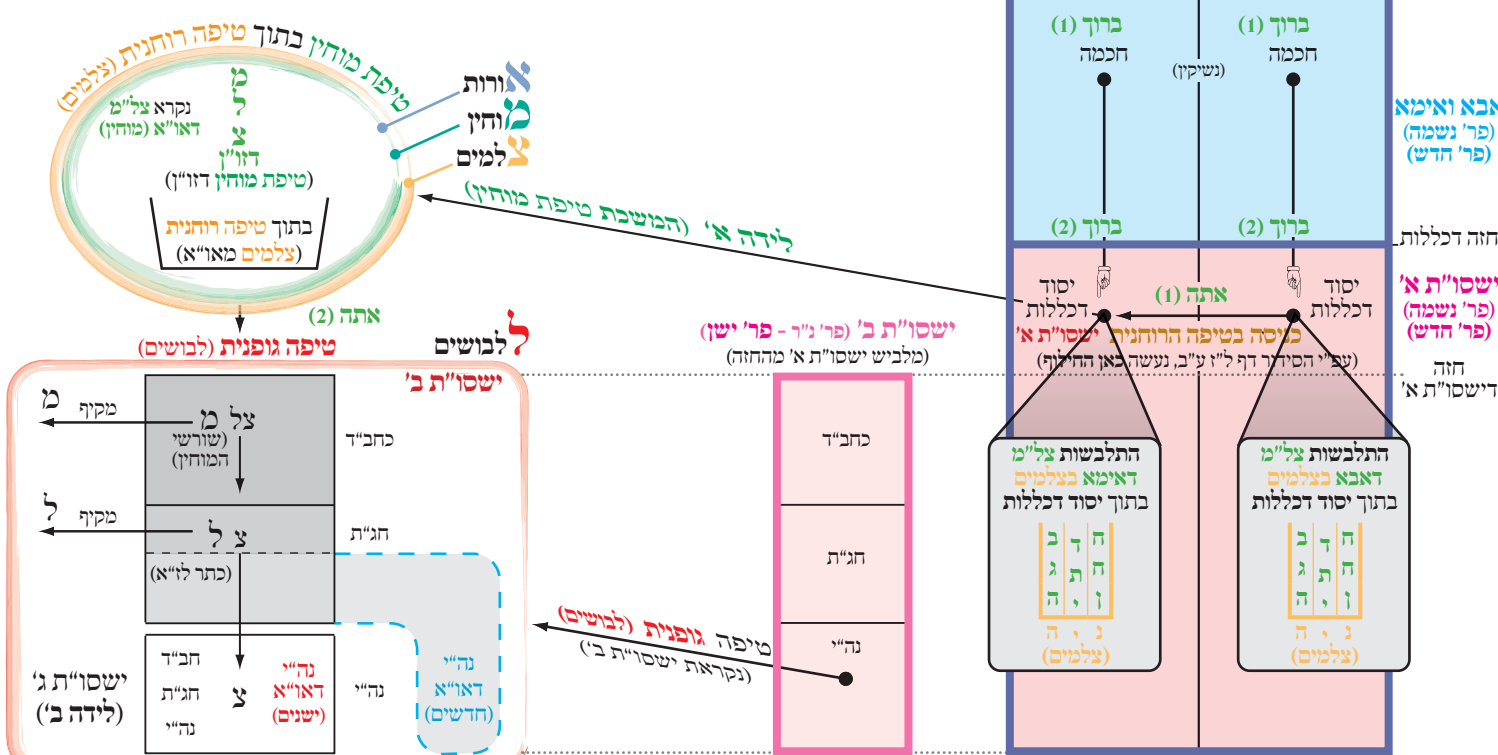 ברוך (1)
חכמה
ברוך (1)
חכמה
(נשיקין)
אבא ואימא
(פר׳ נשמה)
(פר׳ חדש)
ברוך (2)
ברוך (2)
חזה דכללות
יסוד
דכללות
יסוד
דכללות
אתה (1)
כניסה בטיפה הרוחנית
ישסו״ת א׳
(עפ״י הסידור דף ל״ז ע״ב, נעשה כאן החילוף)
ישסו״ת א׳
(פר׳ נשמה)
(פר׳ חדש)
חזה
דישסו״ת א׳
התלבשות צל״מ
דאבא בצלמים
בתוך יסוד דכללות
ח ד ב
ח ת ג
ן י ה
נ י ה
(צלמים)
התלבשות צל״מ
דאימא בצלמים
בתוך יסוד דכללות
ח ד ב
ח ת ג
ן י ה
נ י ה
(צלמים)
ישסו״ת ב׳ (פר׳ נ״ר - פר׳ ישן)
(מלביש ישסו״ת א׳ מהחזה)
כחב״ד
חג״ת
נה״י
טיפה גופנית (לבושים)
(נקראת ישסו״ת ב׳)
לידה א׳ (המשכת טיפת מוחין)
אורות
מוחין
צלמים
טיפת מוחין בתוך טיפה רוחנית (צלמים)
מ
ל
צ
דזו״ן
נקרא צל״מ
דאו״א (מוחין)
(טיפת מוחין דזו״ן)
בתוך טיפה רוחנית
(צלמים מאו״א)
אתה (2)
טיפה גופנית (לבושים)
ל לבושים
ישסו״ת ב׳
צל מ
(שורשי
המוחין)
מקיף מ
כחב״ד
צ ל
מקיף ל
(כתר לז״א)
חג״ת
נה״י
דאו״א
(חדשים)
נה״י
נה״י
דאו״א
(ישנים)
צ
חב״ד
חג״ת
נה״י
ישסו״ת ג׳
(לידה ב׳)